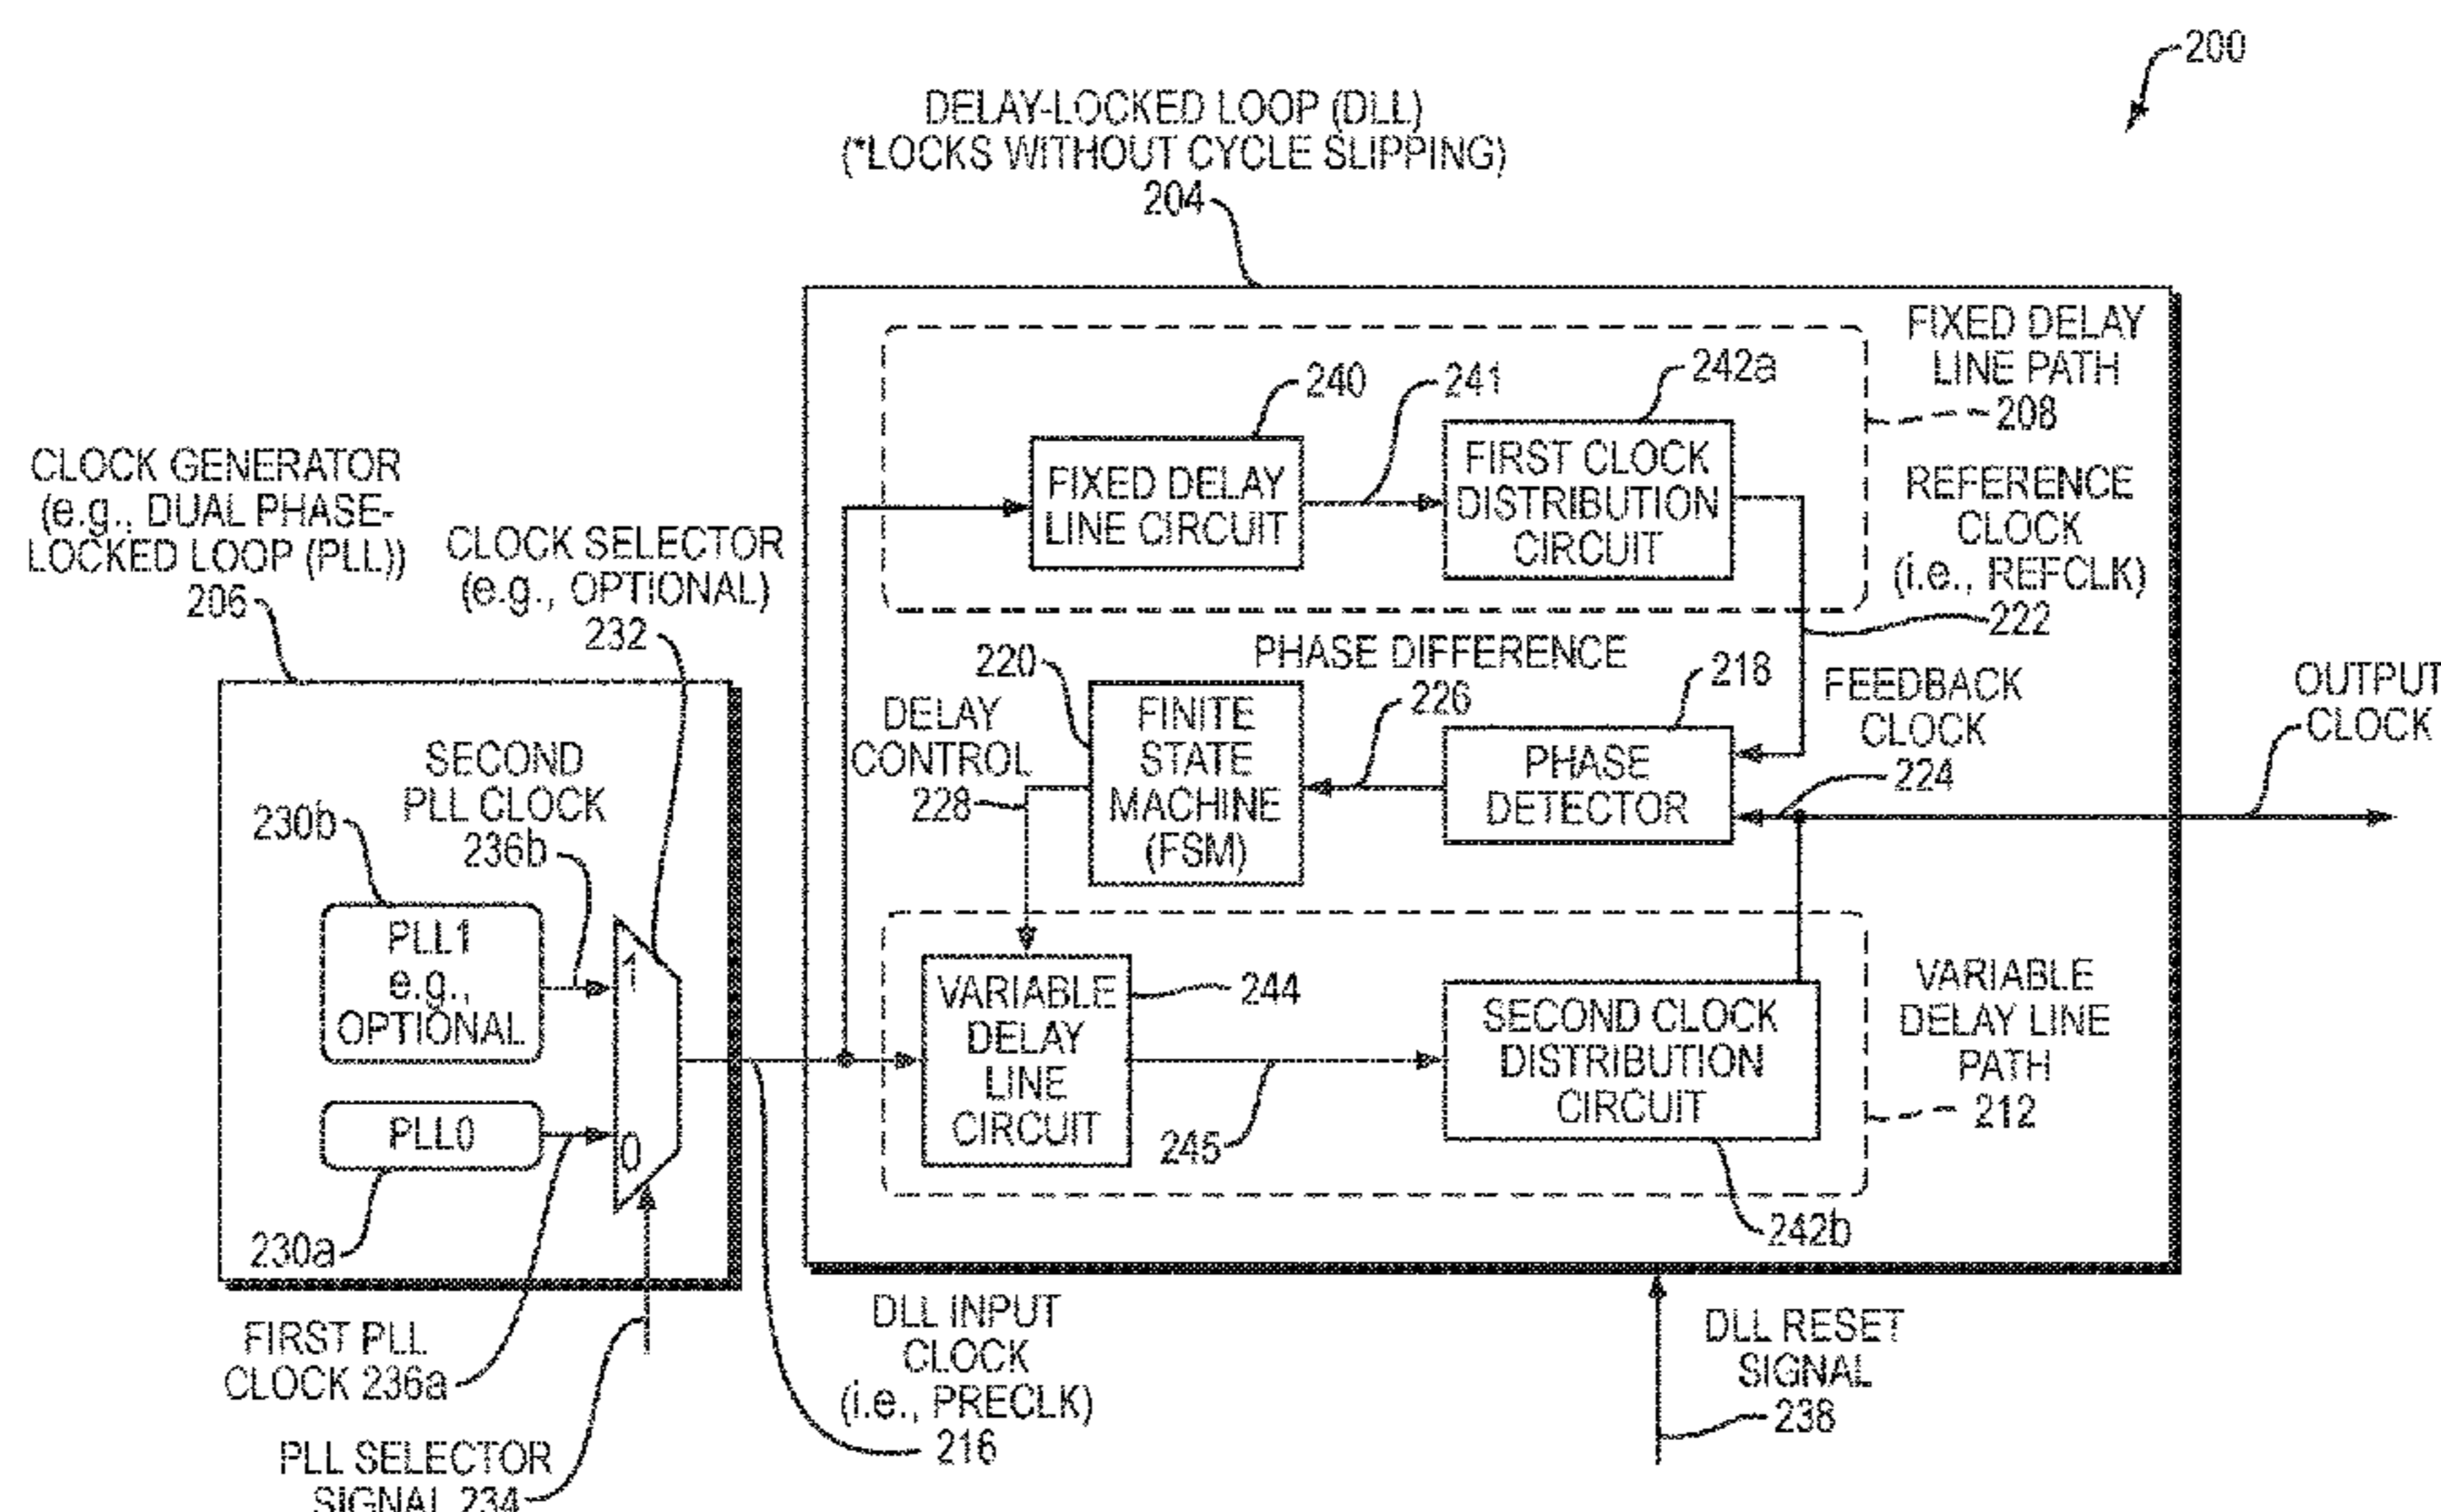 200
DELAY-LOCKED LOOP (DLL)
(*LOCKS WITHOUT CYCLE SLIPPING)
204
FIXED DELAY
LINE PATH
208
240
241
242a
FIXED DELAY
LINE CIRCUIT
FIRST CLOCK
DISTRIBUTION
CIRCUIT
REFERENCE
CLOCK
(i.e., REFCLK)
222
CLOCK GENERATOR
(e.g., DUAL PHASE-
LOCKED LOOP (PLL))
206
CLOCK SELECTOR
(e.g., OPTIONAL)
232
PHASE DIFFERENCE
226
220
218
DELAY
CONTROL
228
FINITE
STATE
MACHINE
(FSM)
PHASE
DETECTOR
FEEDBACK
CLOCK
224
OUTPUT
CLOCK
SECOND
PLL CLOCK
236b
230b
PLL1
e.g.,
OPTIONAL
1
PLL0
0
230a
VARIABLE
DELAY
LINE
CIRCUIT
244
245
SECOND CLOCK
DISTRIBUTION
CIRCUIT
242b
VARIABLE
DELAY LINE
PATH
212
FIRST PLL
CLOCK 236a
PLL SELECTOR
SIGNAL 234
DLL INPUT
CLOCK
(i.e., PRECLK)
216
DLL RESET
SIGNAL
238